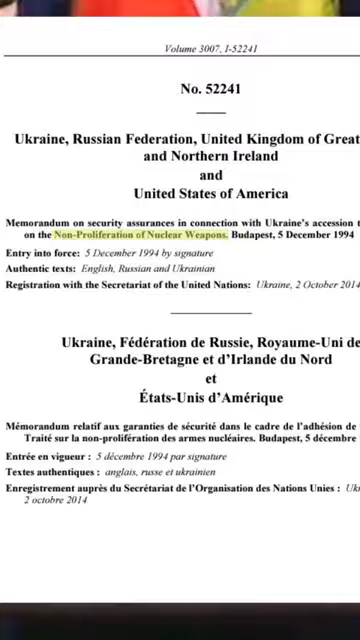 Volume 3007, I-52241
No. 52241
Ukraine, Russian Federation, United Kingdom of Great
and Northern Ireland
and
United States of America
Memorandum on security assurances in connection with Ukraine's accession
on the Non-Proliferation of Nuclear Weapons. Budapest, 5 December 1994
Entry into force: 5 December 1994 by signature
Authentic texts: English, Russian and Ukrainian
Registration with the Secretariat of the United Nations: Ukraine, 2 October 2014
Ukraine, Fédération de Russie, Royaume-Uni de
Grande-Bretagne et d'Irlande du Nord
et
États-Unis d'Amérique
Mémorandum relatif aux garanties de sécurité dans le cadre de l'adhésion de
Traité sur la non-prolifération des armes nucléaires. Budapest, 5 décembre
Entrée en vigueur : 5 décembre 1994 par signature
Textes authentiques : anglais, russe et ukrainien
Enregistrement auprès du Secrétariat de l'Organisation des Nations Unies :
2 octobre 2014